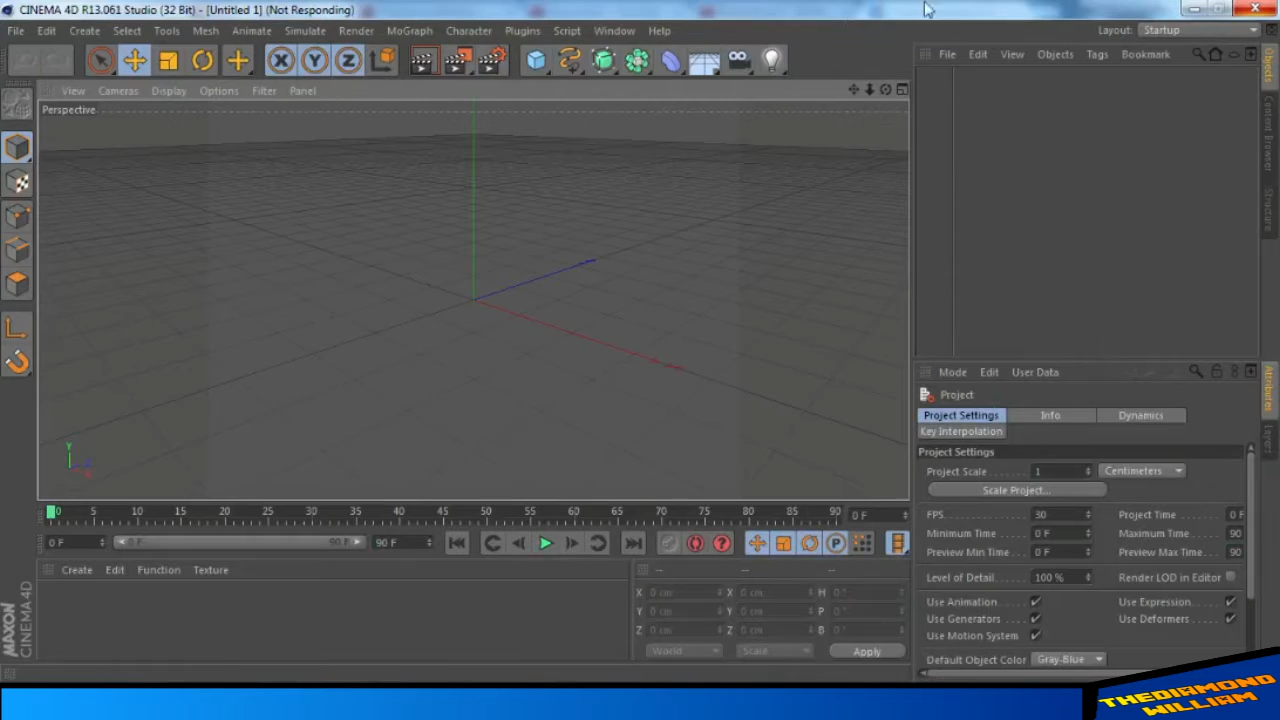 CINEMA 4D R13.061 Studio (32 Bit) - [Untitled 1] (Not Responding)
File Edit Create Select Tools Mesh Animate Simulate Render MoGraph Character Plugins Script Window Help
Layout: Startup
File Edit View Objects Tags Bookmark
View Cameras Display Options Filter Panel
Perspective
Y
Objects
Content Browser
Structure
Mode Edit User Data
Attributes
Layers
Project
Project Settings Info Dynamics
Key Interpolation
Project Settings
Project Scale 1 Centimeters
Scale Project...
FPS 30 Project Time 0 F
Minimum Time 0 F Maximum Time 90
Preview Min Time 0 F Preview Max Time 90
Level of Detail 100 % Render LOD in Editor
Use Animation Use Expression
Use Generators Use Deformers
Use Motion System
Default Object Color Gray-Blue
0 5 10 15 20 25 30 35 40 45 50 55 60 65 70 75 80 85 90 0 F
0 F 0 F 90 F 90 F
Create Edit Function Texture
-- -- --
X 0 cm X 0 cm H 0 °
Y 0 cm Y 0 cm P 0 °
Z 0 cm Z 0 cm B 0 °
World Scale Apply
MAXON
CINEMA 4D
THEDIAMOND
WILLIAM